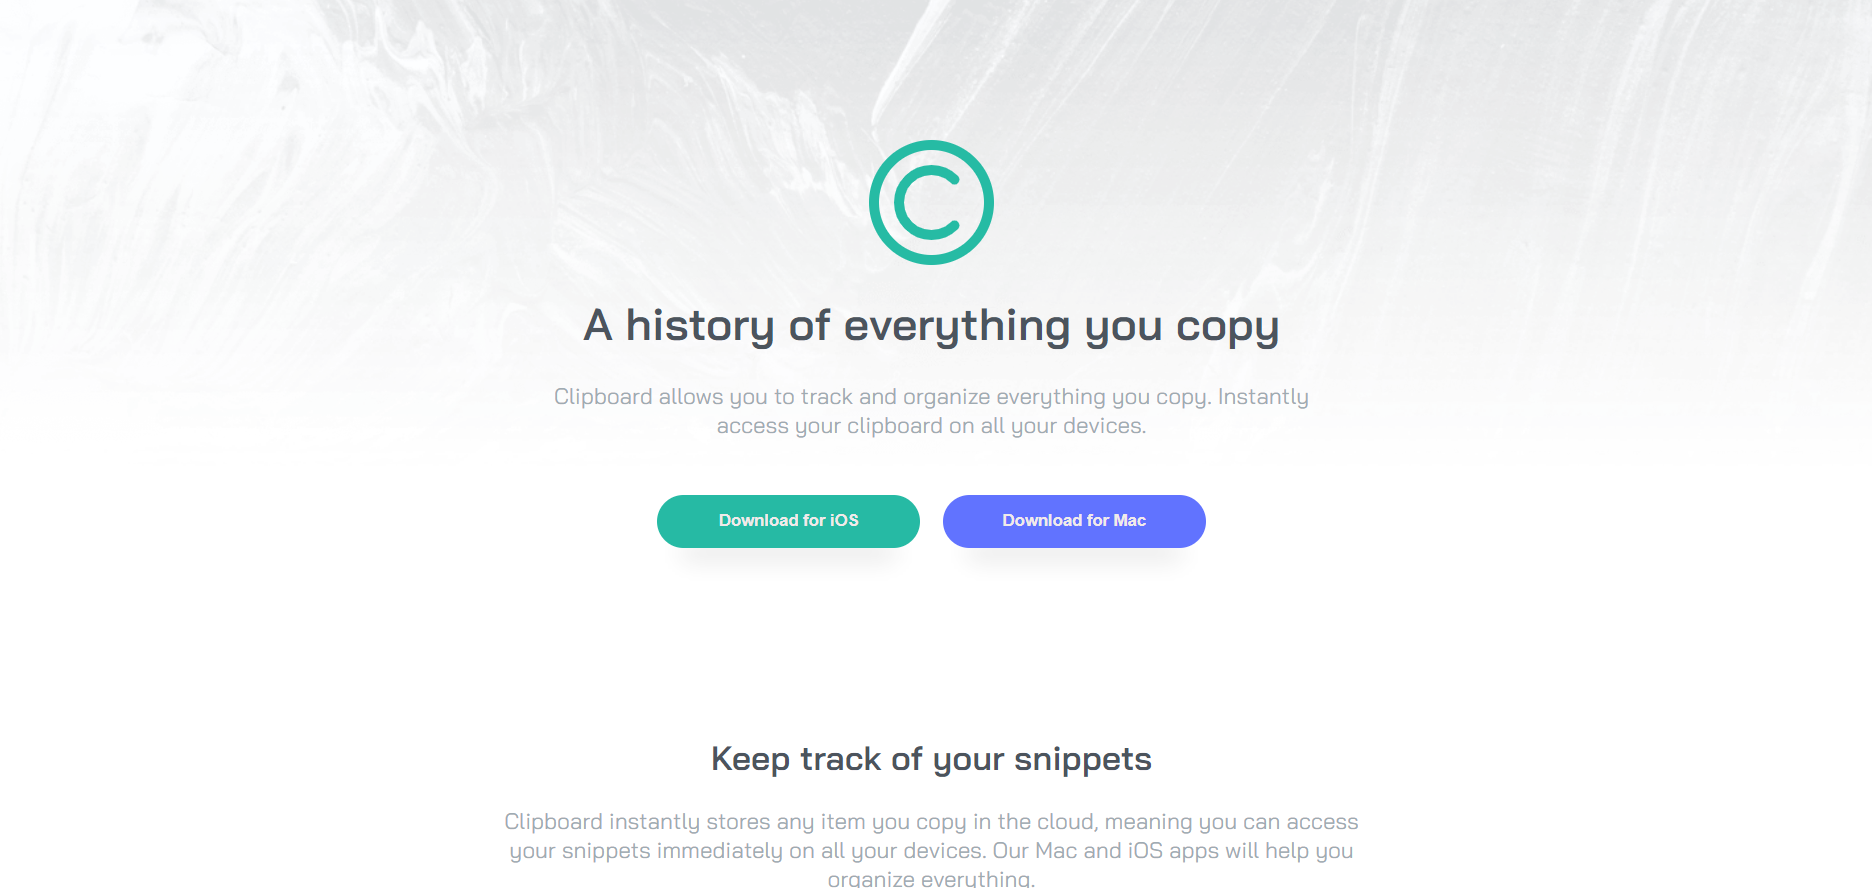 A history of everything you copy
Clipboard allows you to track and organize everything you copy. Instantly
access your clipboard on all your devices.
Download for iOS
Download for Mac
Keep track of your snippets
Clipboard instantly stores any item you copy in the cloud, meaning you can access
your snippets immediately on all your devices. Our Mac and iOS apps will help you
organize everything.